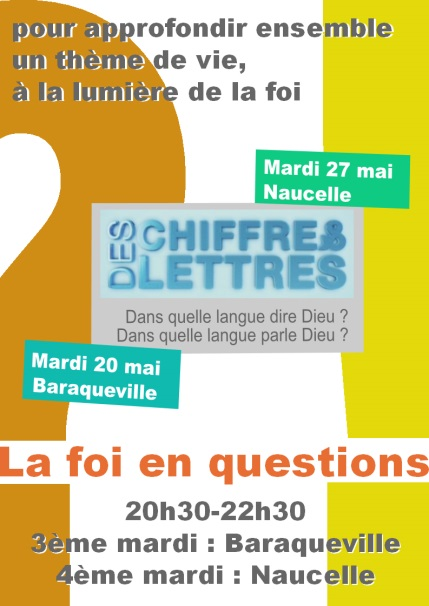 pour approfondir ensemble
un thème de vie,
à la lumière de la foi
Mardi 27 mai
Naucelle
DES CHIFFRES &
LETTRES
Dans quelle langue dire Dieu ?
Dans quelle langue parle Dieu ?
Mardi 20 mai
Baraqueville
La foi en questions
20h30-22h30
3ème mardi : Baraqueville
4ème mardi : Naucelle